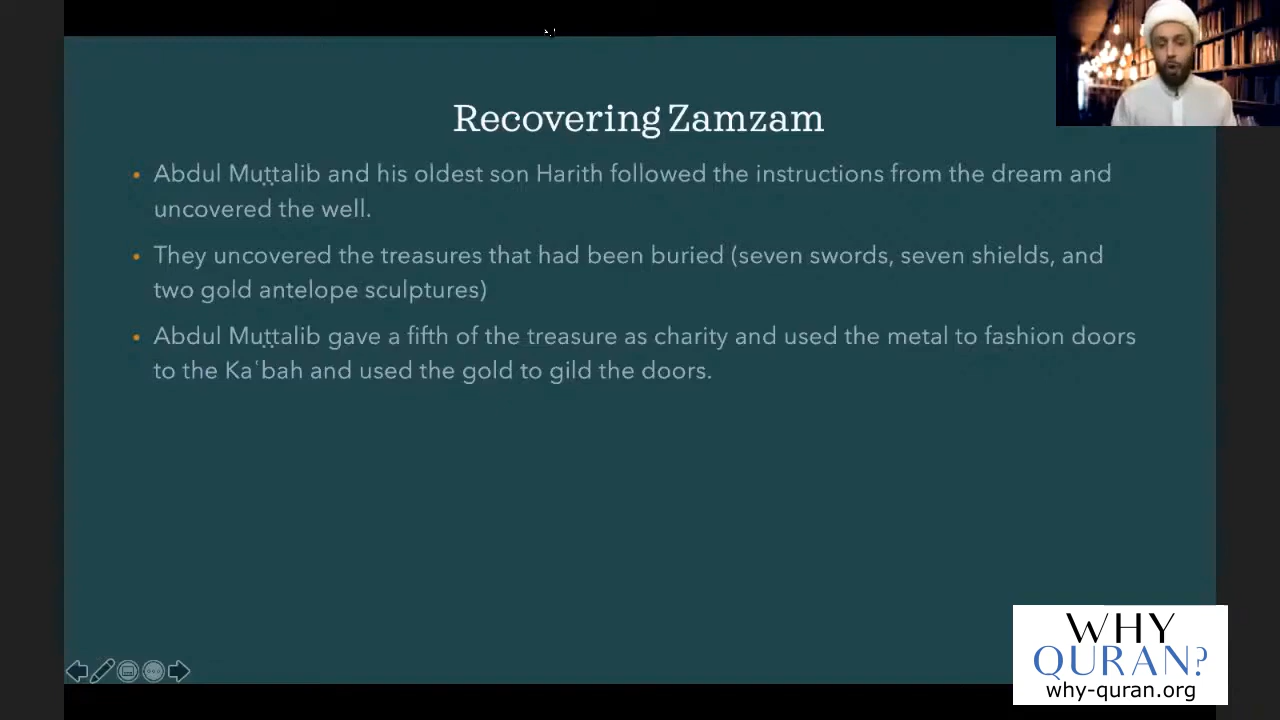 Recovering Zamzam
• Abdul Muṭṭalib and his oldest son Harith followed the instructions from the dream and
uncovered the well.
• They uncovered the treasures that had been buried (seven swords, seven shields, and
two gold antelope sculptures)
• Abdul Muṭṭalib gave a fifth of the treasure as charity and used the metal to fashion doors
to the Kaʿbah and used the gold to gild the doors.
WHY
QURAN?
why-quran.org